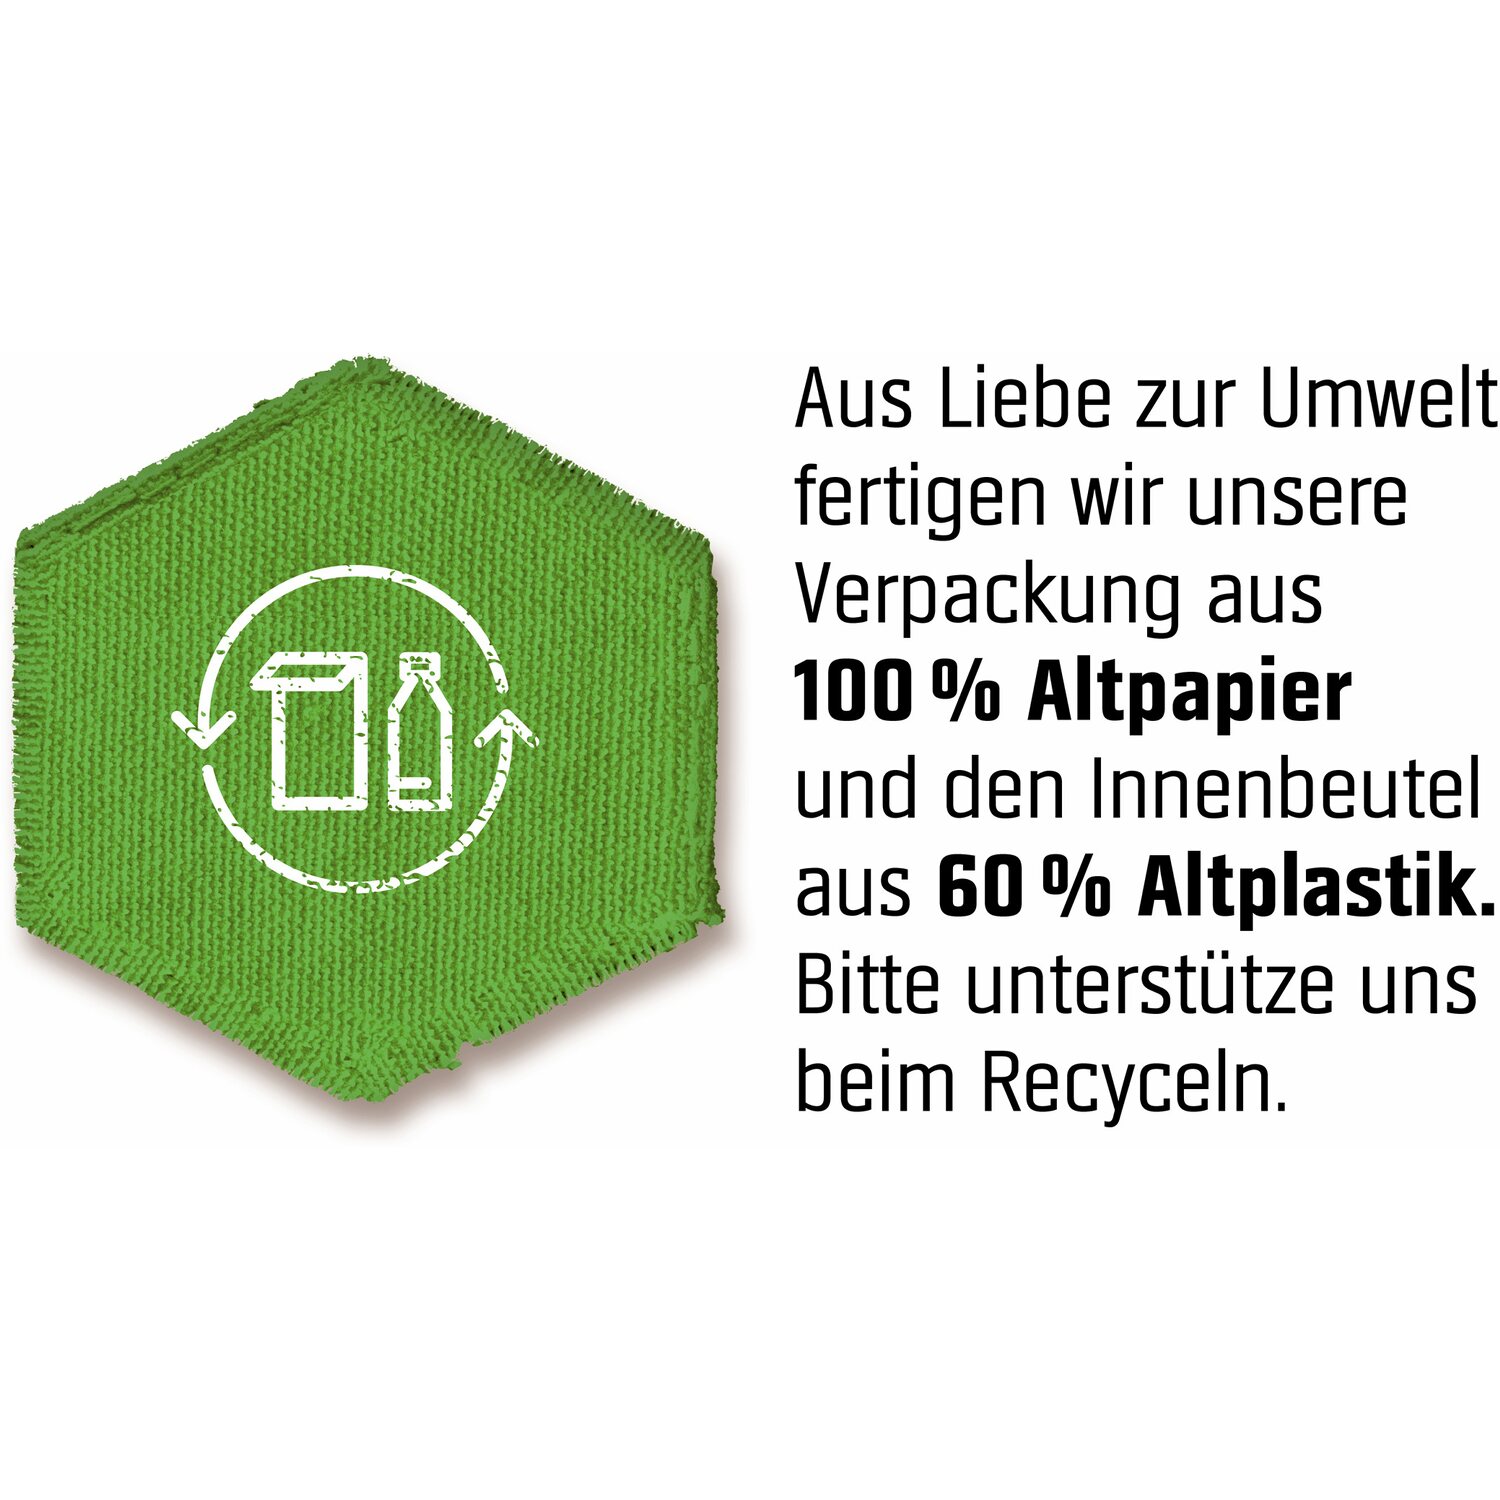 Aus Liebe zur Umwelt
fertigen wir unsere
Verpackung aus
100 % Altpapier
und den Innenbeutel
aus 60 % Altplastik.
Bitte unterstütze uns
beim Recyceln.